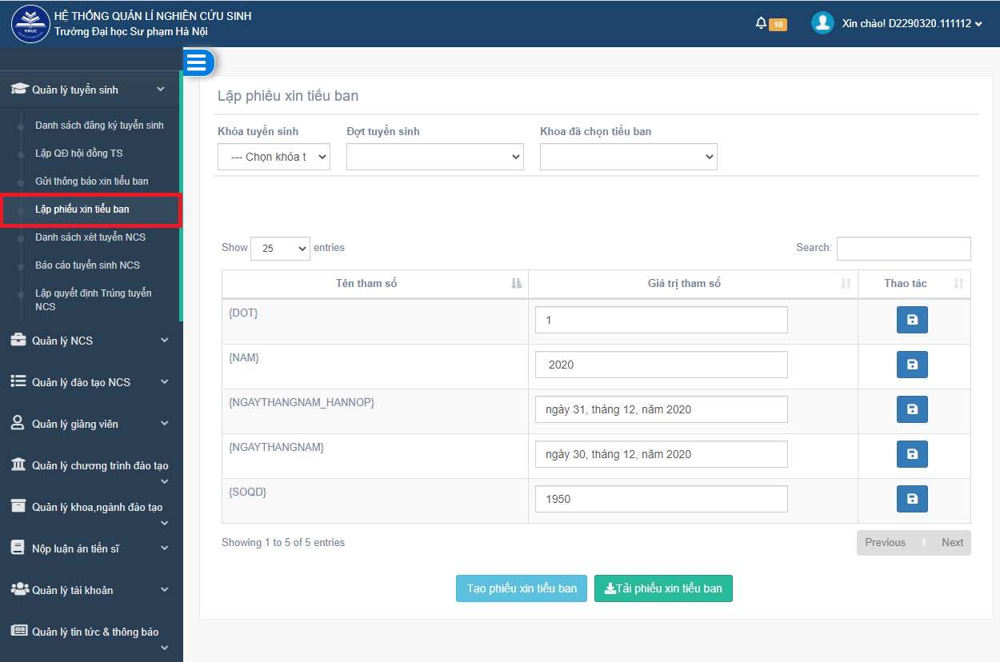 HỆ THỐNG QUẢN LÍ NGHIÊN CỨU SINH
Trường Đại học Sư phạm Hà Nội
HNUE
10
Xin chào! D2290320.111112
Quản lý tuyển sinh
Danh sách đăng ký tuyển sinh
Lập QĐ hội đồng TS
Gửi thông báo xin tiểu ban
Lập phiếu xin tiểu ban
Danh sách xét tuyển NCS
Báo cáo tuyển sinh NCS
Lập quyết định Trúng tuyển
NCS
Quản lý NCS
Quản lý đào tạo NCS
Quản lý giảng viên
Quản lý chương trình đào tạo
Quản lý khoa,ngành đào tạo
Nộp luận án tiến sĩ
Quản lý tài khoản
Quản lý tin tức & thông báo
Lập phiếu xin tiểu ban
Khóa tuyển sinh Đợt tuyển sinh Khoa đã chọn tiểu ban
--- Chọn khóa t
Show 25 entries Search:
Tên tham số Giá trị tham số Thao tác
{DOT} 1
{NAM} 2020
{NGAYTHANGNAM_HANNOP} ngày 31, tháng 12, năm 2020
{NGAYTHANGNAM} ngày 30, tháng 12, năm 2020
{SOQD} 1950
Showing 1 to 5 of 5 entries Previous 1 Next
Tạo phiếu xin tiểu ban Tải phiếu xin tiểu ban